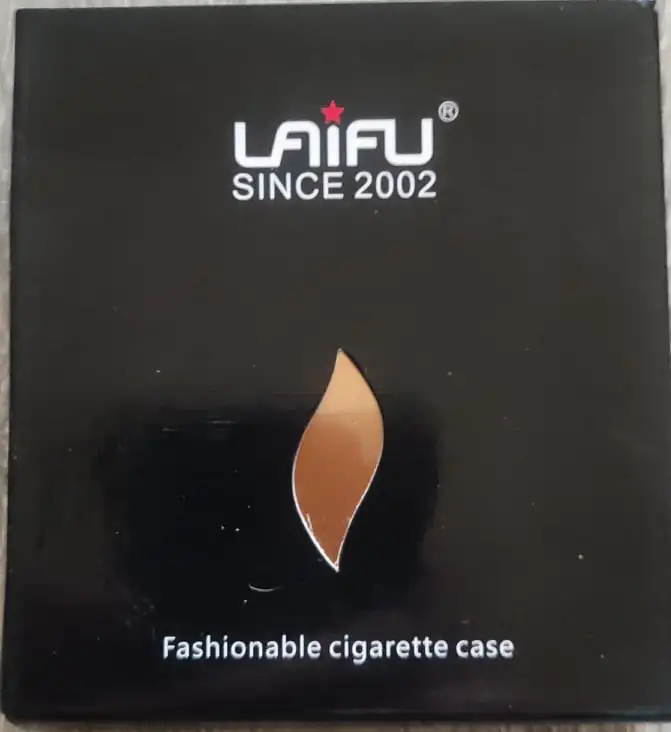 LAiFU®
SINCE 2002
Fashionable cigarette case